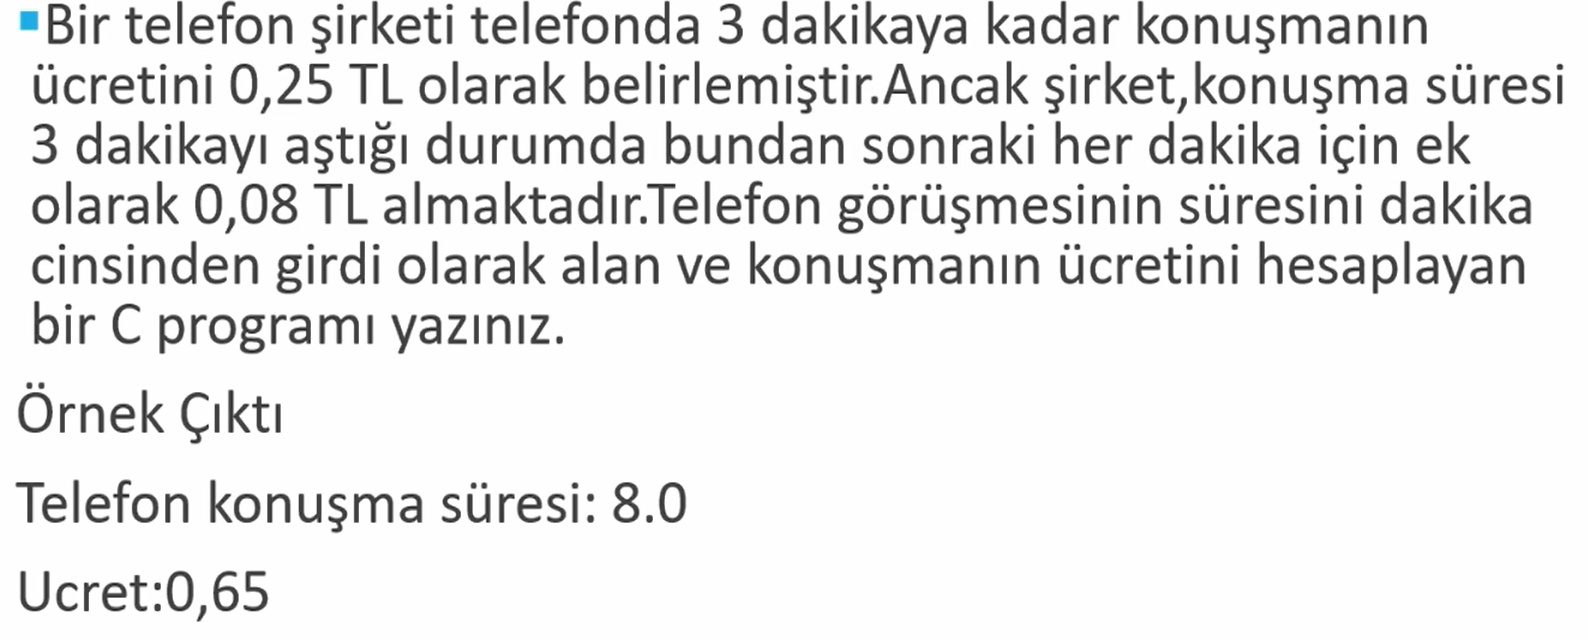 ▪Bir telefon şirketi telefonda 3 dakikaya kadar konuşmanın
ücretini 0,25 TL olarak belirlemiştir.Ancak şirket,konuşma süresi
3 dakikayı aştığı durumda bundan sonraki her dakika için ek
olarak 0,08 TL almaktadır.Telefon görüşmesinin süresini dakika
cinsinden girdi olarak alan ve konuşmanın ücretini hesaplayan
bir C programı yazınız.
Örnek Çıktı
Telefon konuşma süresi: 8.0
Ucret:0,65